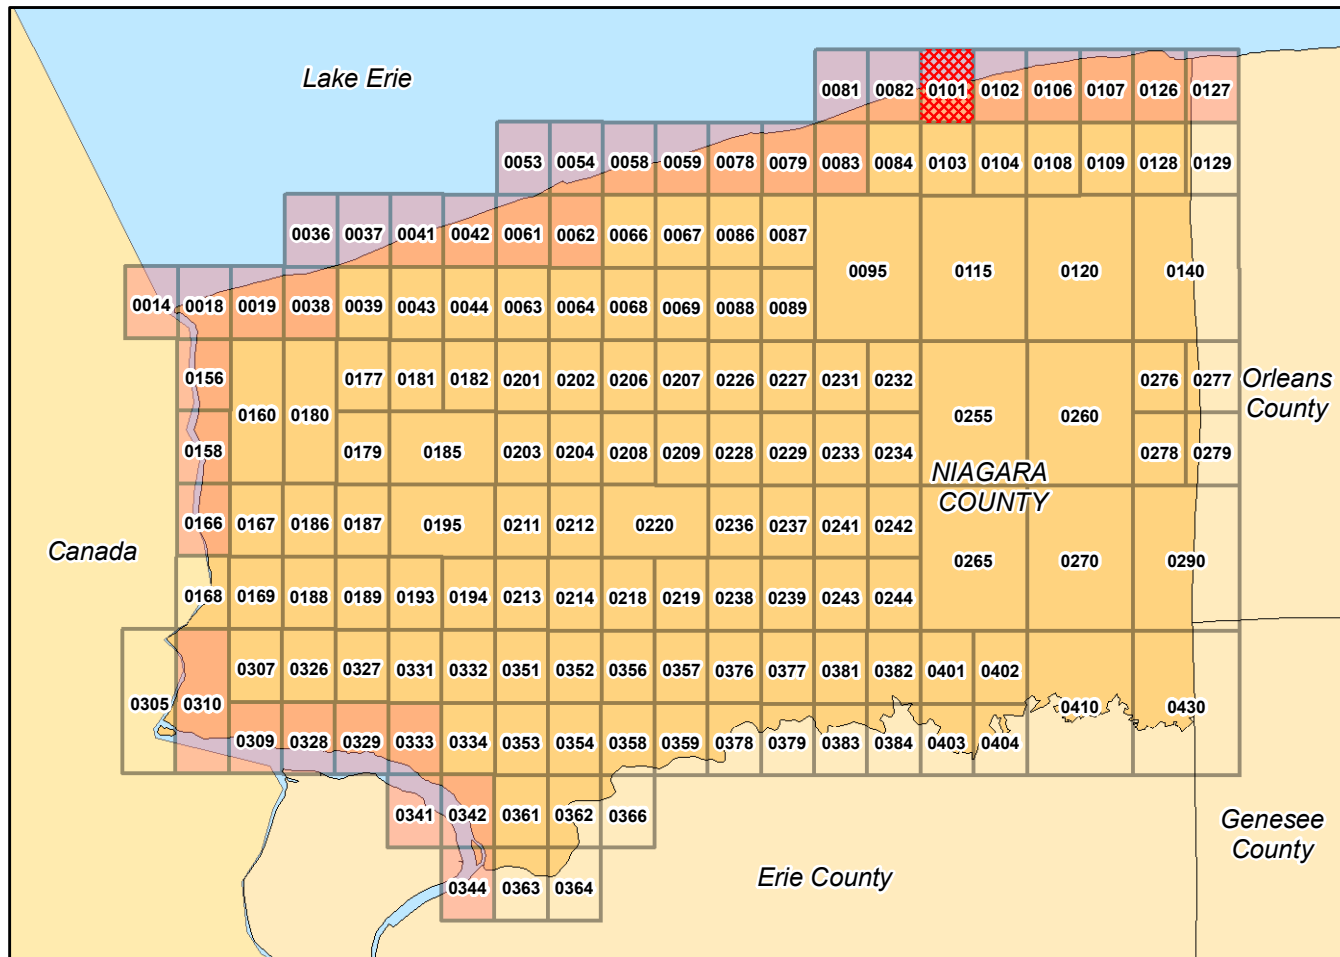 Lake Erie
0081 0082 0101 0102 0106 0107 0126 0127
0053 0054 0058 0059 0078 0079 0083 0084 0103 0104 0108 0109 0128 0129
0036 0037 0041 0042 0061 0062 0066 0067 0086 0087
0095 0115 0120 0140
0014 0018 0019 0038 0039 0043 0044 0063 0064 0068 0069 0088 0089
0156 0177 0181 0182 0201 0202 0206 0207 0226 0227 0231 0232 0276 0277
Orleans
County
0160 0180 0255 0260
0158 0179 0185 0203 0204 0208 0209 0228 0229 0233 0234 0278 0279
NIAGARA
COUNTY
0166 0167 0186 0187 0195 0211 0212 0220 0236 0237 0241 0242
Canada
0265 0270 0290
0168 0169 0188 0189 0193 0194 0213 0214 0218 0219 0238 0239 0243 0244
0307 0326 0327 0331 0332 0351 0352 0356 0357 0376 0377 0381 0382 0401 0402
0305 0310 0410 0430
0309 0328 0329 0333 0334 0353 0354 0358 0359 0378 0379 0383 0384 0403 0404
0341 0342 0361 0362 0366
Genesee
County
Erie County
0344 0363 0364